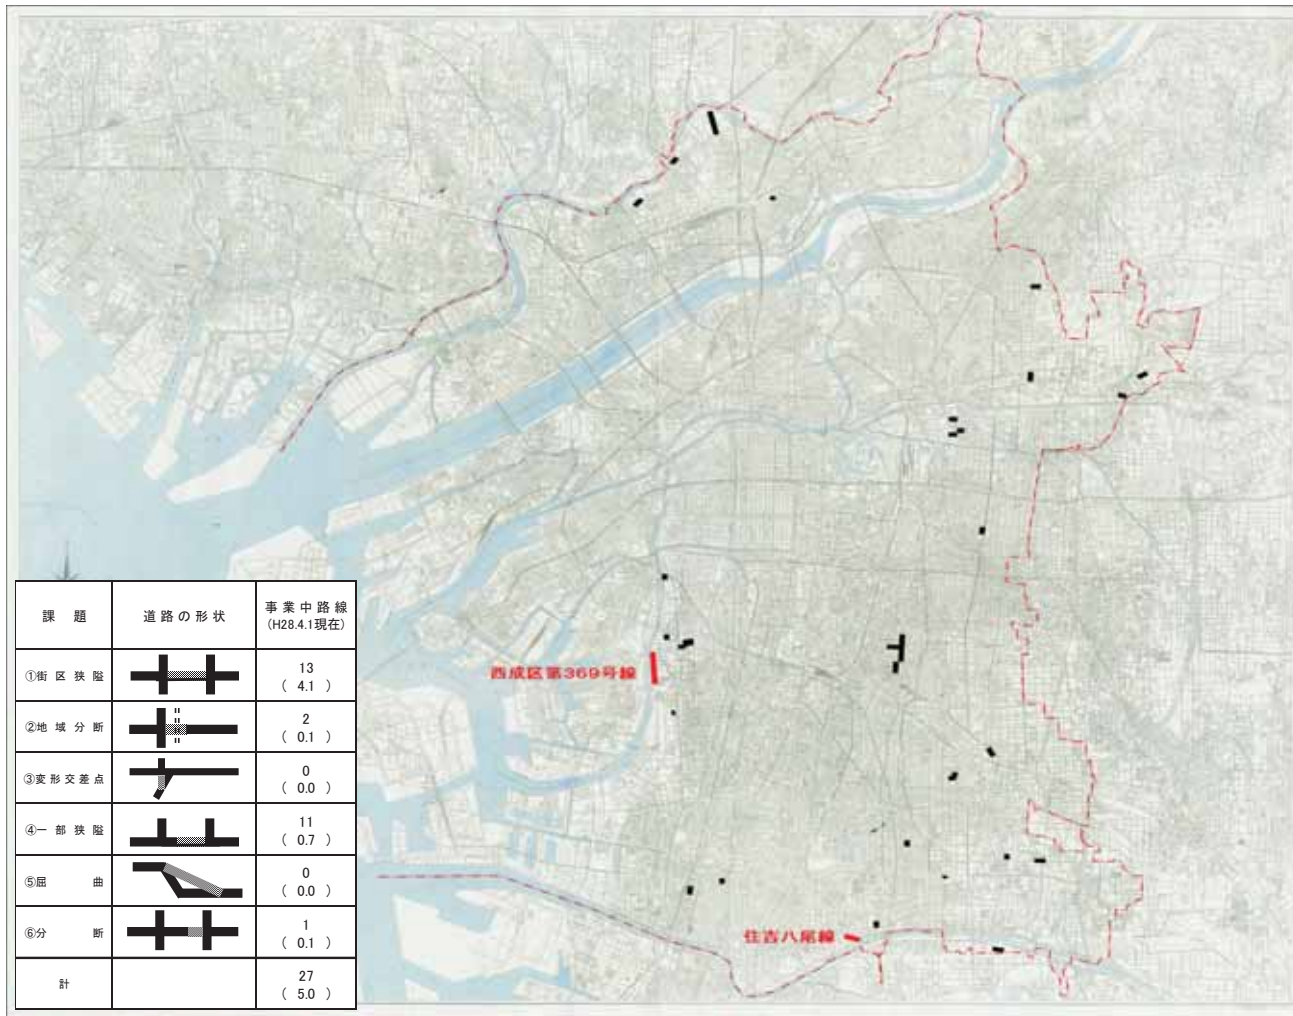 西成区第369号線
住吉八尾線
課題 道路の形状 事業中路線
(H28.4.1現在)
①街区狭隘 13
( 4.1 )
②地域分断 2
( 0.1 )
③変形交差点 0
( 0.0 )
④一部狭隘 11
( 0.7 )
⑤屈曲 0
( 0.0 )
⑥分断 1
( 0.1 )
計 27
( 5.0 )